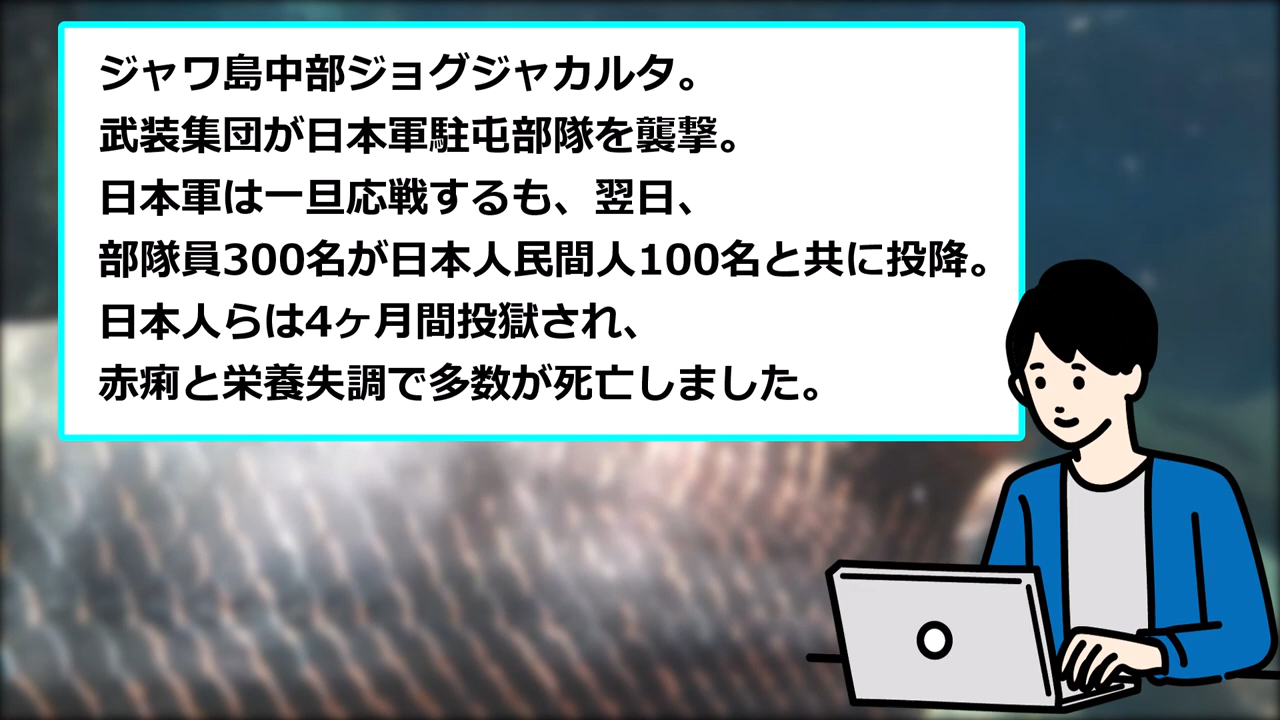 ジャワ島中部ジョグジャカルタ。
武装集団が日本軍駐屯部隊を襲撃。
日本軍は一旦応戦するも、翌日、
部隊員300名が日本人民間人100名と共に投降。
日本人らは4ヶ月間投獄され、
赤痢と栄養失調で多数が死亡しました。